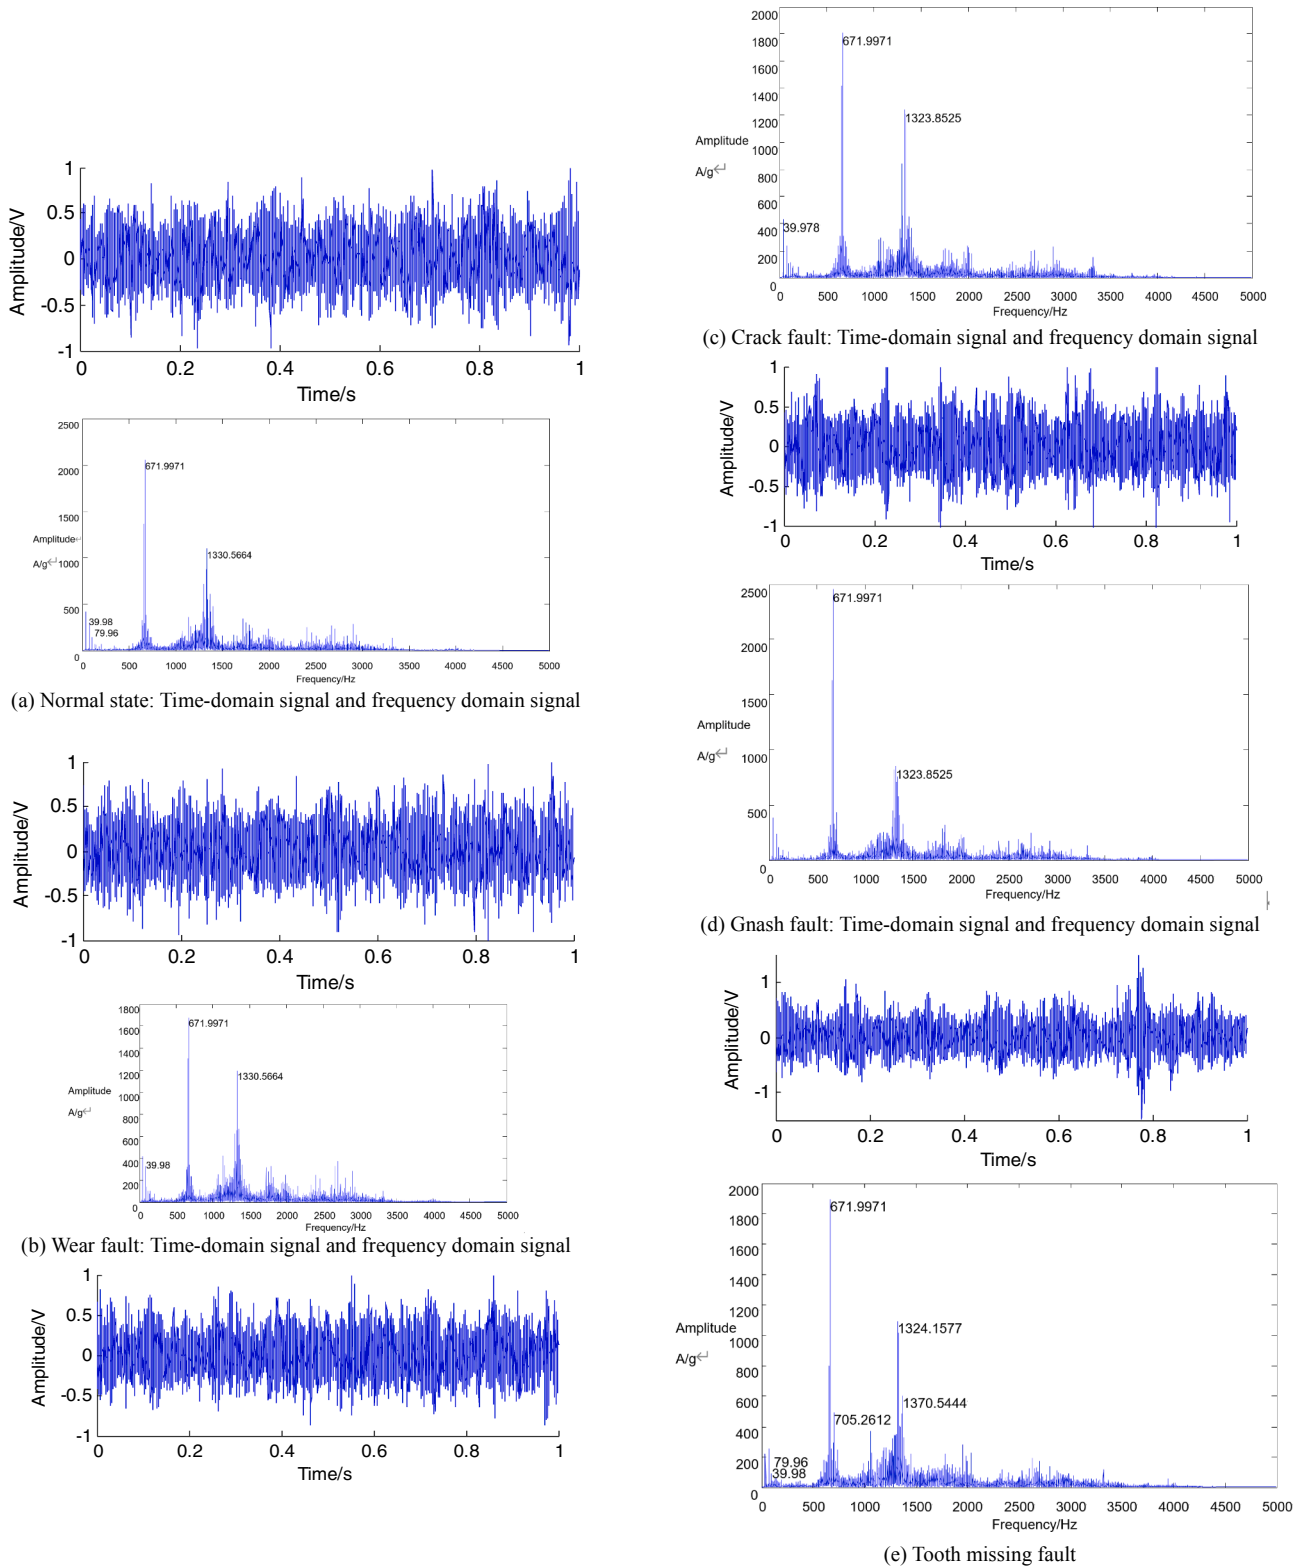 1
0.5
0
-0.5
-1
Amplitude/V
0 0.2 0.4 0.6 0.8 1
Time/s
2500
2000
1500
1000
500
Amplitude
A/g
671.9971
1330.5664
39.98
79.96
0 500 1000 1500 2000 2500 3000 3500 4000 4500 5000
Frequency/Hz
(a) Normal state: Time-domain signal and frequency domain signal
1
0.5
0
-0.5
-1
Amplitude/V
0 0.2 0.4 0.6 0.8 1
Time/s
1800
1600
1400
1200
1000
800
600
400
200
0
Amplitude
A/g
671.9971
1330.5664
39.98
0 500 1000 1500 2000 2500 3000 3500 4000 4500 5000
Frequency/Hz
(b) Wear fault: Time-domain signal and frequency domain signal
1
0.5
0
-0.5
-1
Amplitude/V
0 0.2 0.4 0.6 0.8 1
Time/s
2000
1800
1600
1400
1200
1000
800
600
400
200
0
Amplitude
A/g
671.9971
1323.8525
39.978
500 1000 1500 2000 2500 3000 3500 4000 4500 5000
Frequency/Hz
(c) Crack fault: Time-domain signal and frequency domain signal
1
0.5
0
-0.5
-1
Amplitude/V
0 0.2 0.4 0.6 0.8 1
Time/s
2500
2000
1500
1000
500
Amplitude
A/g
671.9971
1323.8525
0 500 1000 1500 2000 2500 3000 3500 4000 4500 5000
Frequency/Hz
(d) Gnash fault: Time-domain signal and frequency domain signal
1
0
-1
Amplitude/V
0 0.2 0.4 0.6 0.8 1
Time/s
2000
1800
1600
1400
1200
1000
800
600
400
200
0
Amplitude
A/g
671.9971
1324.1577
1370.5444
705.2612
79.96
39.98
0 500 1000 1500 2000 2500 3000 3500 4000 4500 5000
Frequency/Hz
(e) Tooth missing fault